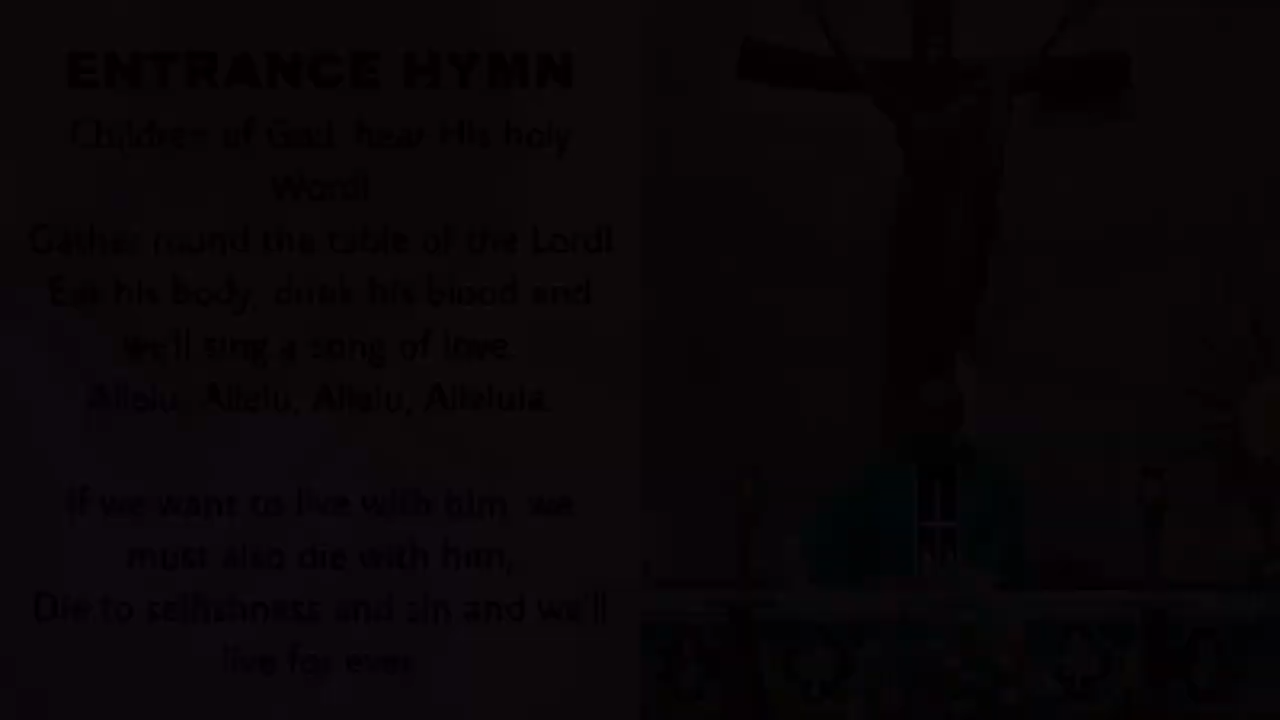 ENTRANCE HYMN
Children of God, hear His holy
Word!
Gather round the table of the Lord!
Eat his Body, drink his blood and
we'll sing a song of love.
Allelu, Allelu, Allelu, Alleluia.
If we want to live with him, we
must also die with him,
Die to selfishness and sin and we'll
live for ever